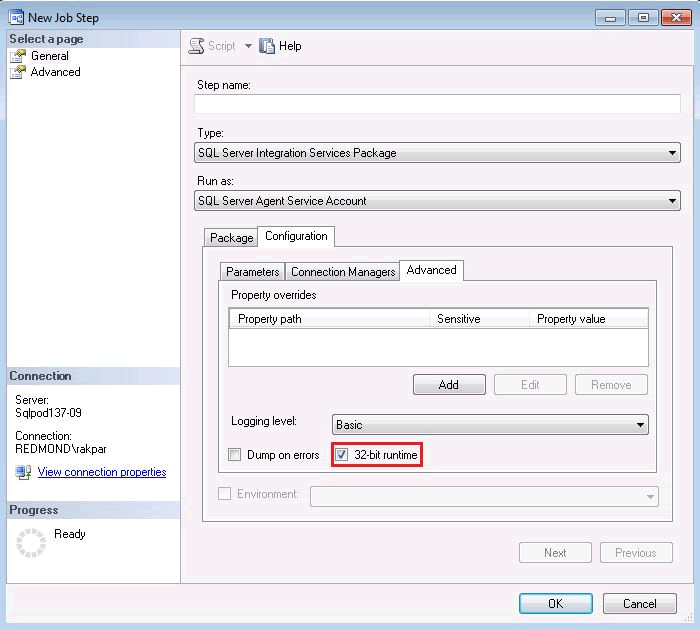 New Job Step
Select a page
General
Advanced
Script
Help
Step name:
Type:
SQL Server Integration Services Package
Run as:
SQL Server Agent Service Account
Package
Configuration
Parameters
Connection Managers
Advanced
Property overrides
Property path
Sensitive
Property value
Add
Edit
Remove
Logging level:
Basic
Dump on errors
32-bit runtime
Environment:
Connection
Server:
Sqlpod137-09
Connection:
REDMOND\rakpar
View connection properties
Progress
Ready
Next
Previous
OK
Cancel